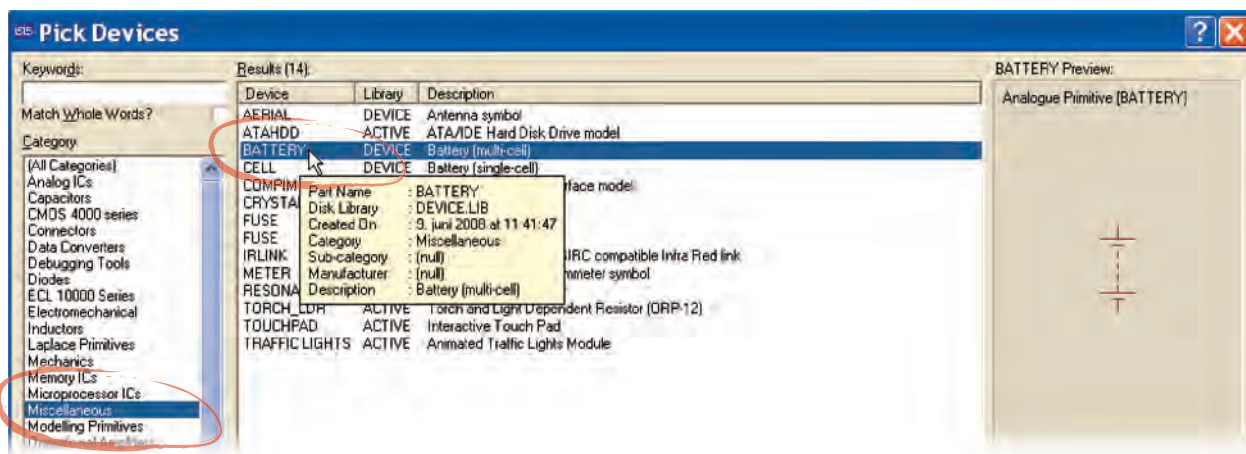 ISIS Pick Devices
Keywords:
Match Whole Words?
Category
(All Categories)
Analog ICs
Capacitors
CMOS 4000 series
Connectors
Data Converters
Debugging Tools
Diodes
ECL 10000 Series
Electromechanical
Inductors
Laplace Primitives
Mechanics
Memory ICs
Microprocessor ICs
Miscellaneous
Modelling Primitives
Operational Amplifiers
Results (14):
Device Library Description
AERIAL DEVICE Antenna symbol
ATAHDD ACTIVE ATA/IDE Hard Disk Drive model
BATTERY DEVICE Battery (multi-cell)
CELL DEVICE Battery (single-cell)
COMPIM rface model
CRYSTA
FUSE
FUSE
IRLINK SIRC compatible Infra Red link
METER mmeter symbol
RESONA
TORCH_LDR ACTIVE Torch and Light Dependent Resistor (ORP-12)
TOUCHPAD ACTIVE Interactive Touch Pad
TRAFFIC LIGHTS ACTIVE Animated Traffic Lights Module
Part Name : BATTERY
Disk Library : DEVICE.LIB
Created On : 9. juni 2008 at 11:41:47
Category : Miscellaneous
Sub-category : (null)
Manufacturer : (null)
Description : Battery (multi-cell)
BATTERY Preview:
Analogue Primitive [BATTERY]